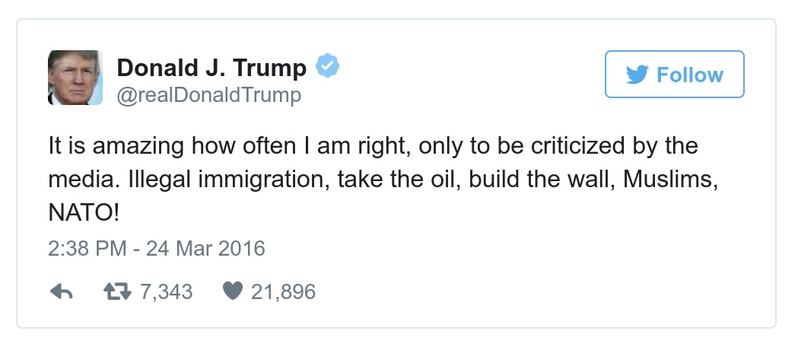 Donald J. Trump
@realDonaldTrump
Follow
It is amazing how often I am right, only to be criticized by the
media. Illegal immigration, take the oil, build the wall, Muslims,
NATO!
2:38 PM - 24 Mar 2016
7,343 21,896